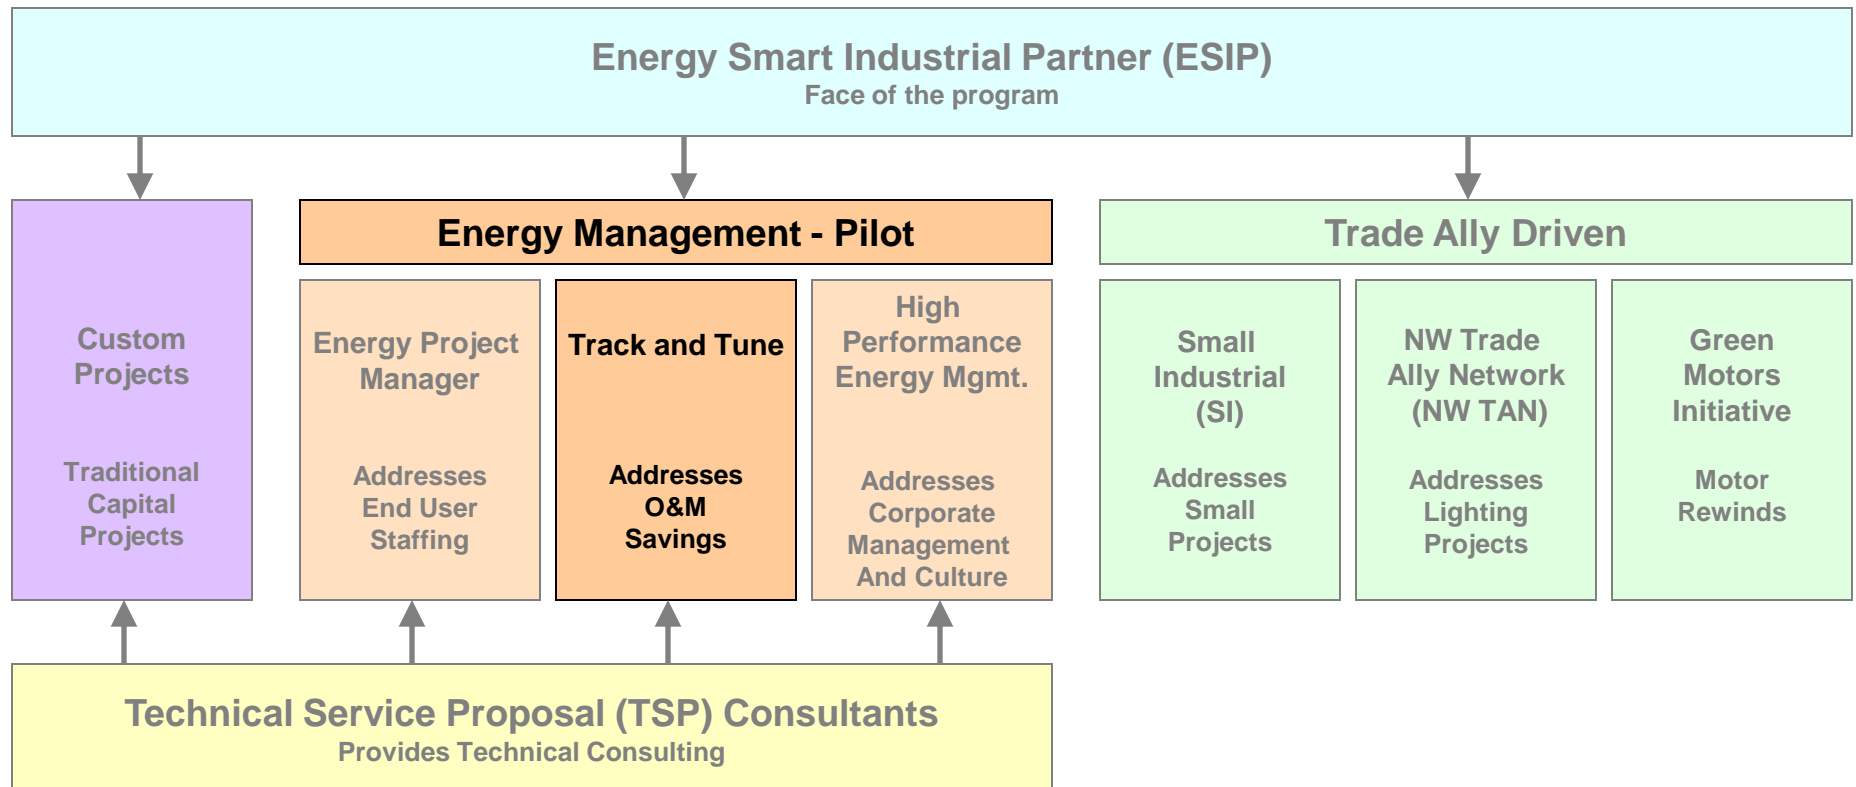 Energy Smart Industrial Partner (ESIP)
Face of the program
Custom
Projects
Traditional
Capital
Projects
Energy Management - Pilot
Energy Project
Manager
Addresses
End User
Staffing
Track and Tune
Addresses
O&M
Savings
High
Performance
Energy Mgmt.
Addresses
Corporate
Management
And Culture
Trade Ally Driven
Small
Industrial
(SI)
Addresses
Small
Projects
NW Trade
Ally Network
(NW TAN)
Addresses
Lighting
Projects
Green
Motors
Initiative
Motor
Rewinds
Technical Service Proposal (TSP) Consultants
Provides Technical Consulting